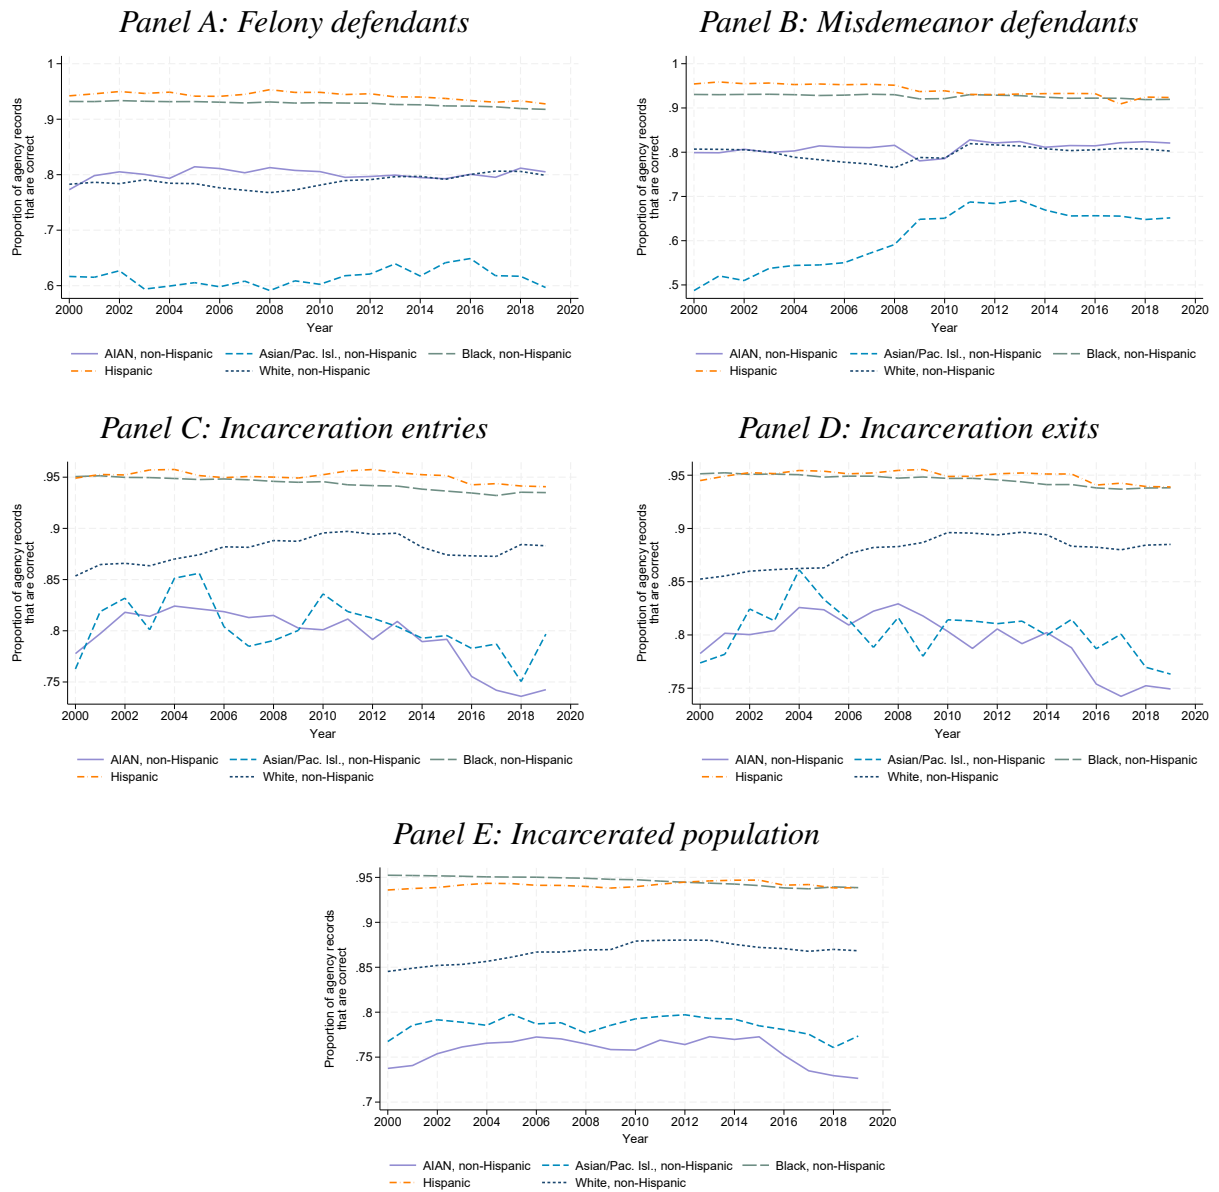 Panel A: Felony defendants
Proportion of agency records
that are correct
1
.9
.8
.7
.6
2000 2002 2004 2006 2008 2010 2012 2014 2016 2018 2020
Year
AIAN, non-Hispanic Asian/Pac. Isl., non-Hispanic Black, non-Hispanic
Hispanic White, non-Hispanic
Panel B: Misdemeanor defendants
Proportion of agency records
that are correct
1
.9
.8
.7
.6
.5
2000 2002 2004 2006 2008 2010 2012 2014 2016 2018 2020
Year
AIAN, non-Hispanic Asian/Pac. Isl., non-Hispanic Black, non-Hispanic
Hispanic White, non-Hispanic
Panel C: Incarceration entries
Proportion of agency records
that are correct
.95
.9
.85
.8
.75
2000 2002 2004 2006 2008 2010 2012 2014 2016 2018 2020
Year
AIAN, non-Hispanic Asian/Pac. Isl., non-Hispanic Black, non-Hispanic
Hispanic White, non-Hispanic
Panel D: Incarceration exits
Proportion of agency records
that are correct
.95
.9
.85
.8
.75
2000 2002 2004 2006 2008 2010 2012 2014 2016 2018 2020
Year
AIAN, non-Hispanic Asian/Pac. Isl., non-Hispanic Black, non-Hispanic
Hispanic White, non-Hispanic
Panel E: Incarcerated population
Proportion of agency records
that are correct
.95
.9
.85
.8
.75
.7
2000 2002 2004 2006 2008 2010 2012 2014 2016 2018 2020
Year
AIAN, non-Hispanic Asian/Pac. Isl., non-Hispanic Black, non-Hispanic
Hispanic White, non-Hispanic